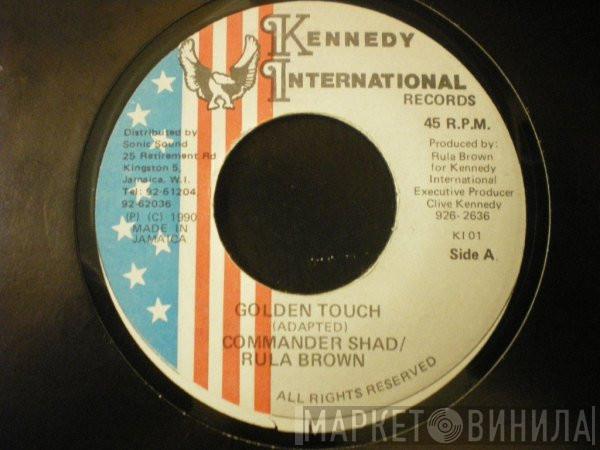 KENNEDY
INTERNATIONAL
RECORDS
45 R.P.M.
Distributed by
Sonic Sound
25 Retirement Rd
Kingston 5,
Jamaica, W.I.
Tel: 92-61204,
92-62036
(P) (C) 1990
MADE IN
JAMAICA
Produced by:
Rula Brown
for Kennedy
International
Executive Producer
Clive Kennedy
926-2636
KI 01
Side A.
GOLDEN TOUCH
(ADAPTED)
COMMANDER SHAD/
RULA BROWN
ALL RIGHTS RESERVED
МАРКЕТ ВИНИЛА